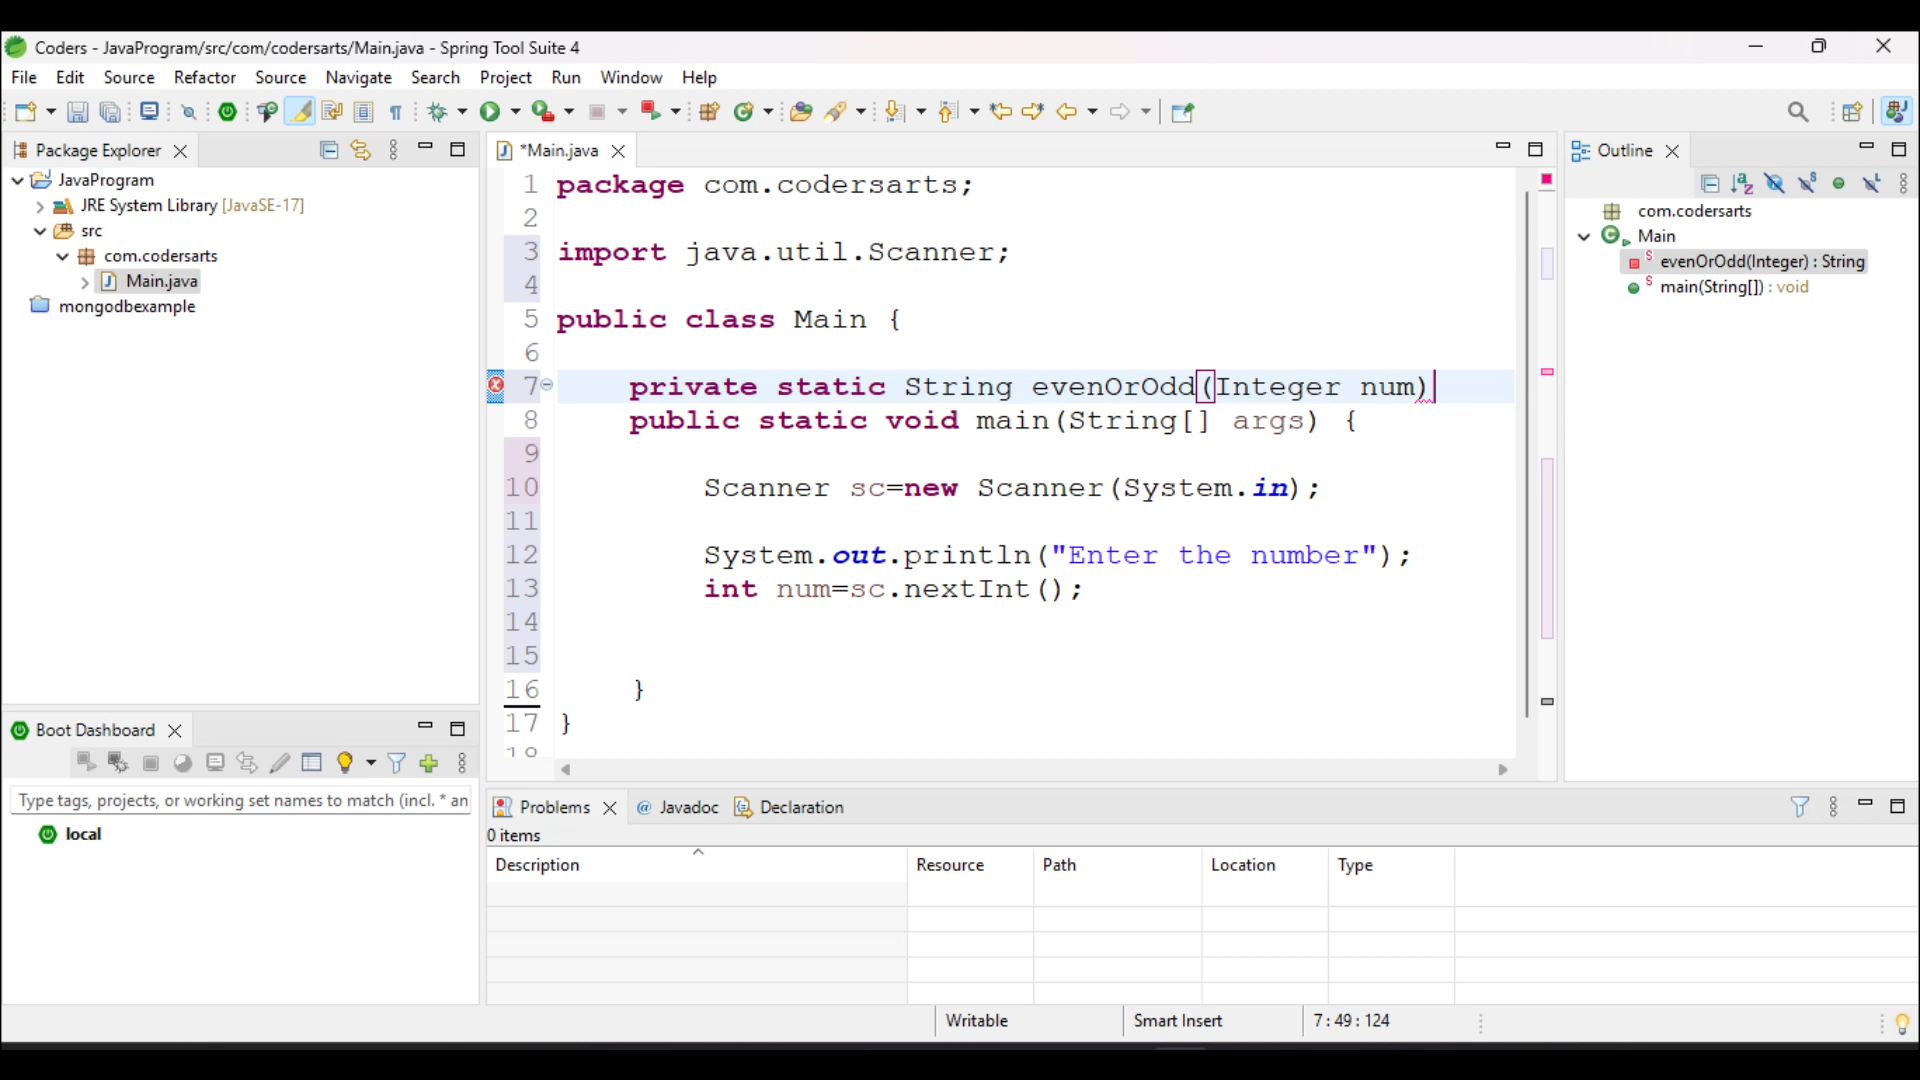 Coders - JavaProgram/src/com/codersarts/Main.java - Spring Tool Suite 4
File Edit Source Refactor Source Navigate Search Project Run Window Help
Package Explorer
JavaProgram
JRE System Library [JavaSE-17]
src
com.codersarts
Main.java
mongodbexample
*Main.java
1 package com.codersarts;
2
3 import java.util.Scanner;
4
5 public class Main {
6
7 private static String evenOrOdd(Integer num)
8 public static void main(String[] args) {
9
10 Scanner sc=new Scanner(System.in);
11
12 System.out.println("Enter the number");
13 int num=sc.nextInt();
14
15
16 }
17 }
18
Outline
com.codersarts
Main
evenOrOdd(Integer) : String
main(String[]) : void
Boot Dashboard
Type tags, projects, or working set names to match (incl. * an
local
Problems Javadoc Declaration
0 items
Description Resource Path Location Type
Writable Smart Insert 7 : 49 : 124